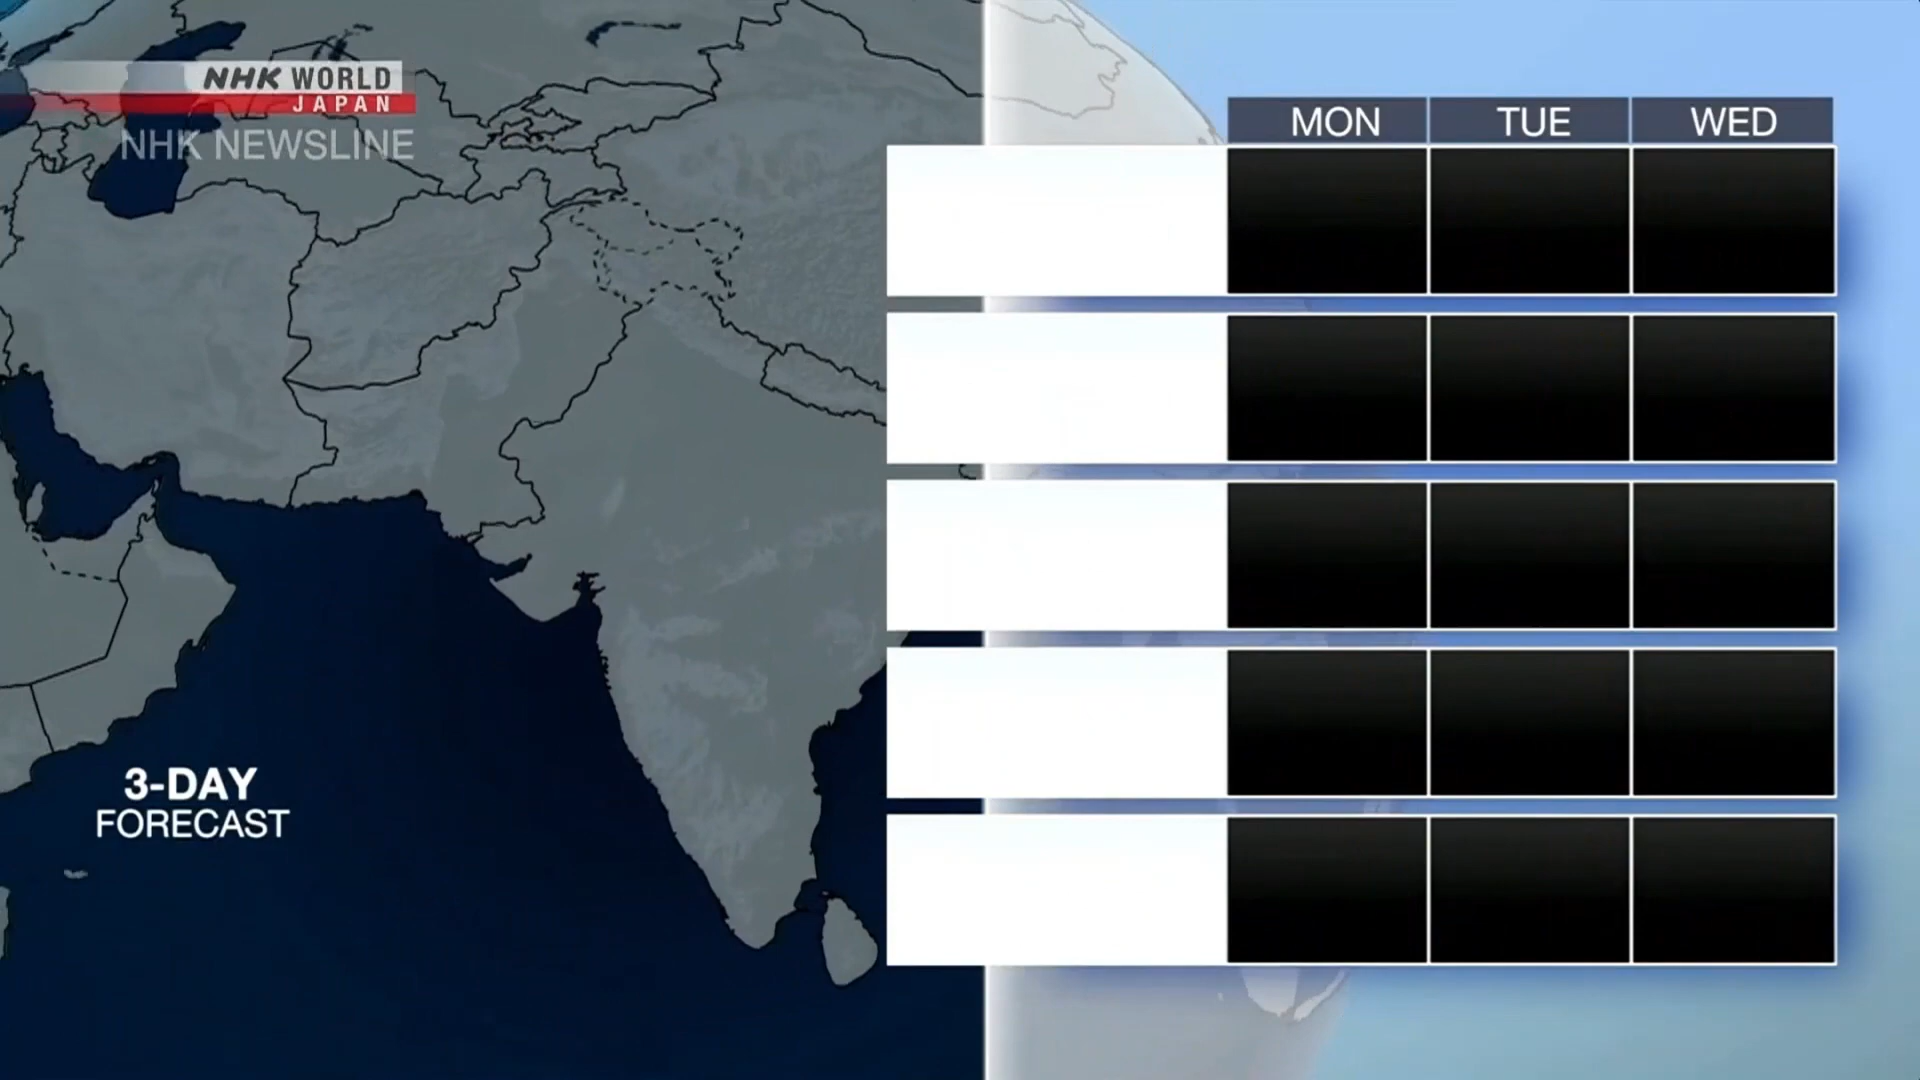 NHK WORLD
JAPAN
NHK NEWSLINE
MON TUE WED
3-DAY
FORECAST